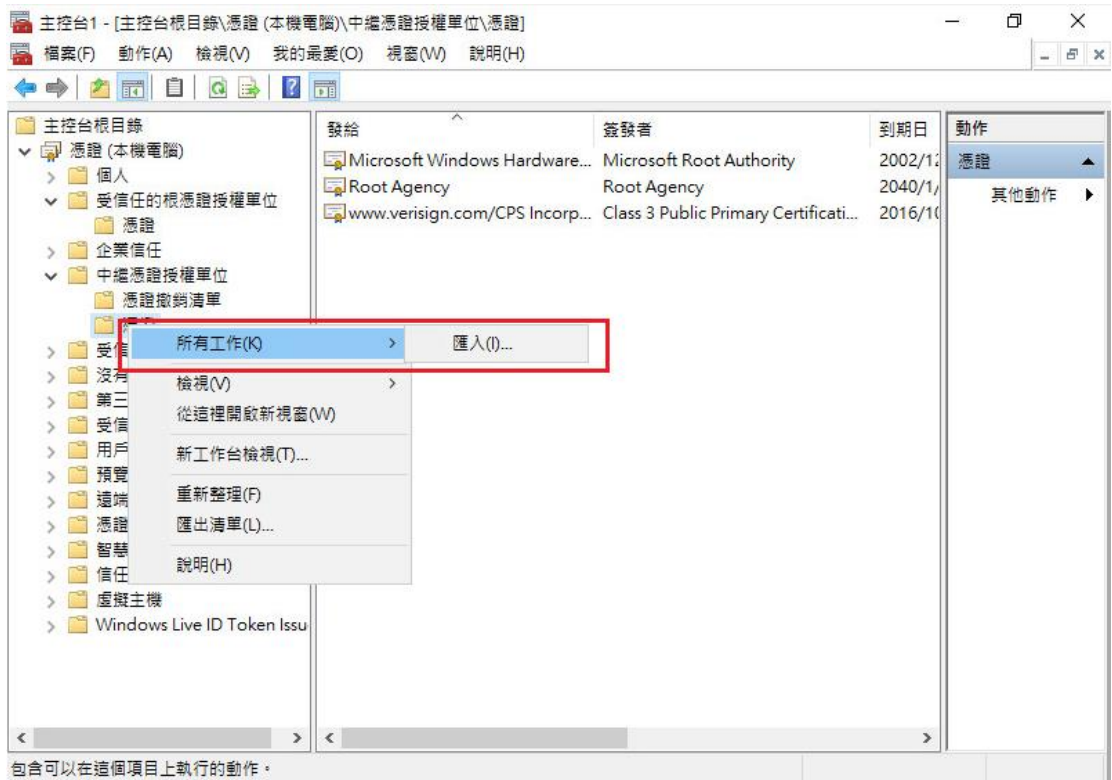 主控台1 - [主控台根目錄\憑證 (本機電腦)\中繼憑證授權單位\憑證]
檔案(F) 動作(A) 檢視(V) 我的最愛(O) 視窗(W) 說明(H)
主控台根目錄
憑證 (本機電腦)
個人
受信任的根憑證授權單位
憑證
企業信任
中繼憑證授權單位
憑證撤銷清單
受信
沒有
第三
受信
用戶
預覽
遠端
憑證
智慧
信任
虛擬主機
Windows Live ID Token Issu
所有工作(K)
匯入(I)...
檢視(V)
從這裡開啟新視窗(W)
新工作台檢視(T)...
重新整理(F)
匯出清單(L)...
說明(H)
發給 簽發者 到期日
Microsoft Windows Hardware... Microsoft Root Authority 2002/12
Root Agency Root Agency 2040/1/
www.verisign.com/CPS Incorp... Class 3 Public Primary Certificati... 2016/10
動作
憑證
其他動作
包含可以在這個項目上執行的動作。